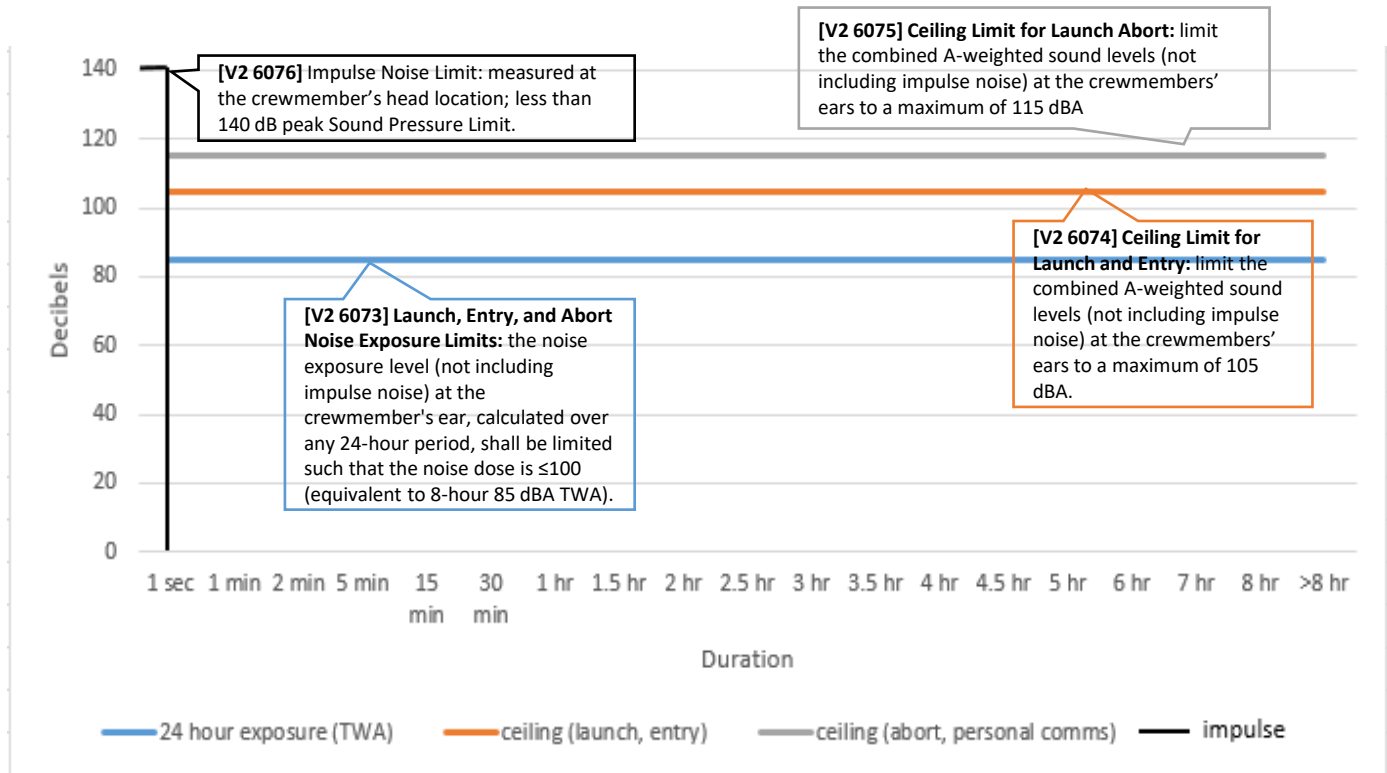 [V2 6075] Ceiling Limit for Launch Abort: limit
the combined A-weighted sound levels (not
including impulse noise) at the crewmembers’
ears to a maximum of 115 dBA
[V2 6076] Impulse Noise Limit: measured at
the crewmember’s head location; less than
140 dB peak Sound Pressure Limit.
[V2 6074] Ceiling Limit for
Launch and Entry: limit the
combined A-weighted sound
levels (not including impulse
noise) at the crewmembers’
ears to a maximum of 105
dBA.
[V2 6073] Launch, Entry, and Abort
Noise Exposure Limits: the noise
exposure level (not including
impulse noise) at the
crewmember's ear, calculated over
any 24-hour period, shall be limited
such that the noise dose is ≤100
(equivalent to 8-hour 85 dBA TWA).
Decibels
140
120
100
80
60
40
20
0
1 sec 1 min 2 min 5 min 15 min 30 min 1 hr 1.5 hr 2 hr 2.5 hr 3 hr 3.5 hr 4 hr 4.5 hr 5 hr 6 hr 7 hr 8 hr >8 hr
Duration
24 hour exposure (TWA) ceiling (launch, entry) ceiling (abort, personal comms) impulse